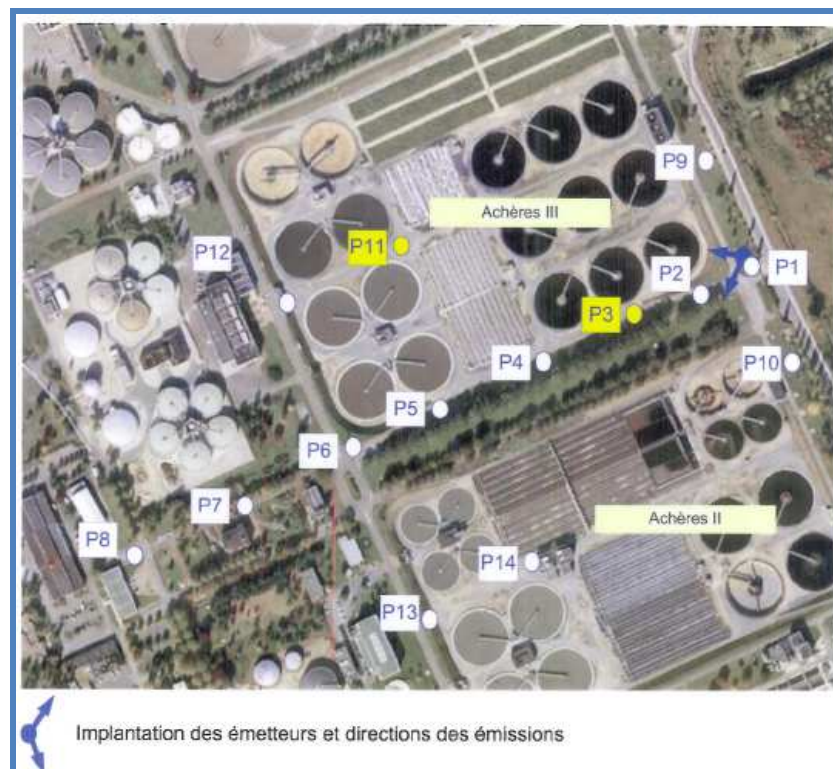 P9
Achères III
P11
P12
P1
P2
P3
P4
P10
P5
P6
P7
Achères II
P8
P14
P13
Implantation des émetteurs et directions des émissions